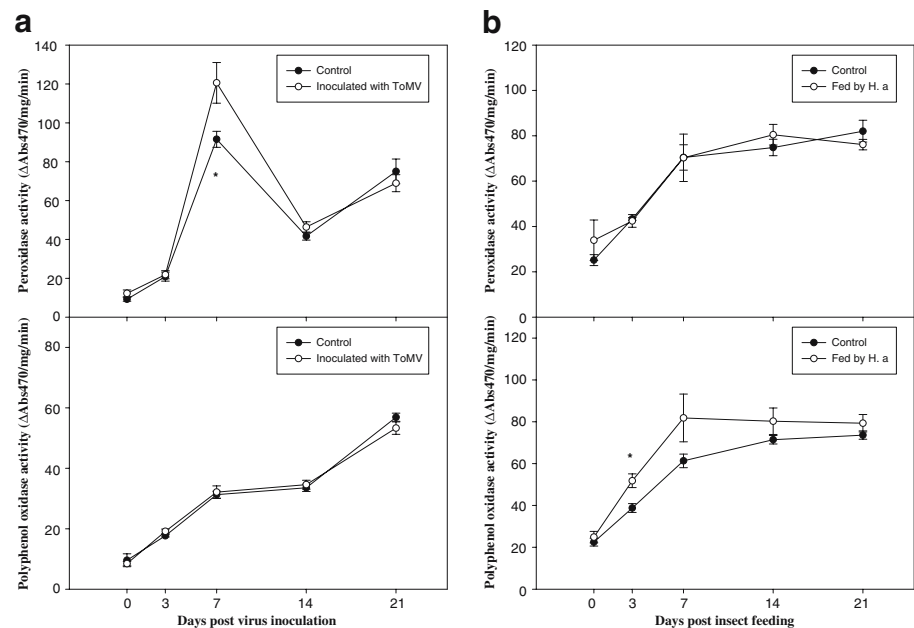 a
Peroxidase activity (ΔAbs470/mg/min)
140
120
100
80
60
40
20
0
Control
Inoculated with ToMV
*
Polyphenol oxidase activity (ΔAbs470/mg/min)
80
60
40
20
0
Control
Inoculated with ToMV
0 3 7 14 21
Days post virus inoculation
b
Peroxidase activity (ΔAbs470/mg/min)
120
100
80
60
40
20
0
Control
Fed by H. a
Polyphenol oxidase activity (ΔAbs470/mg/min)
120
100
80
60
40
20
0
Control
Fed by H. a
*
0 3 7 14 21
Days post insect feeding